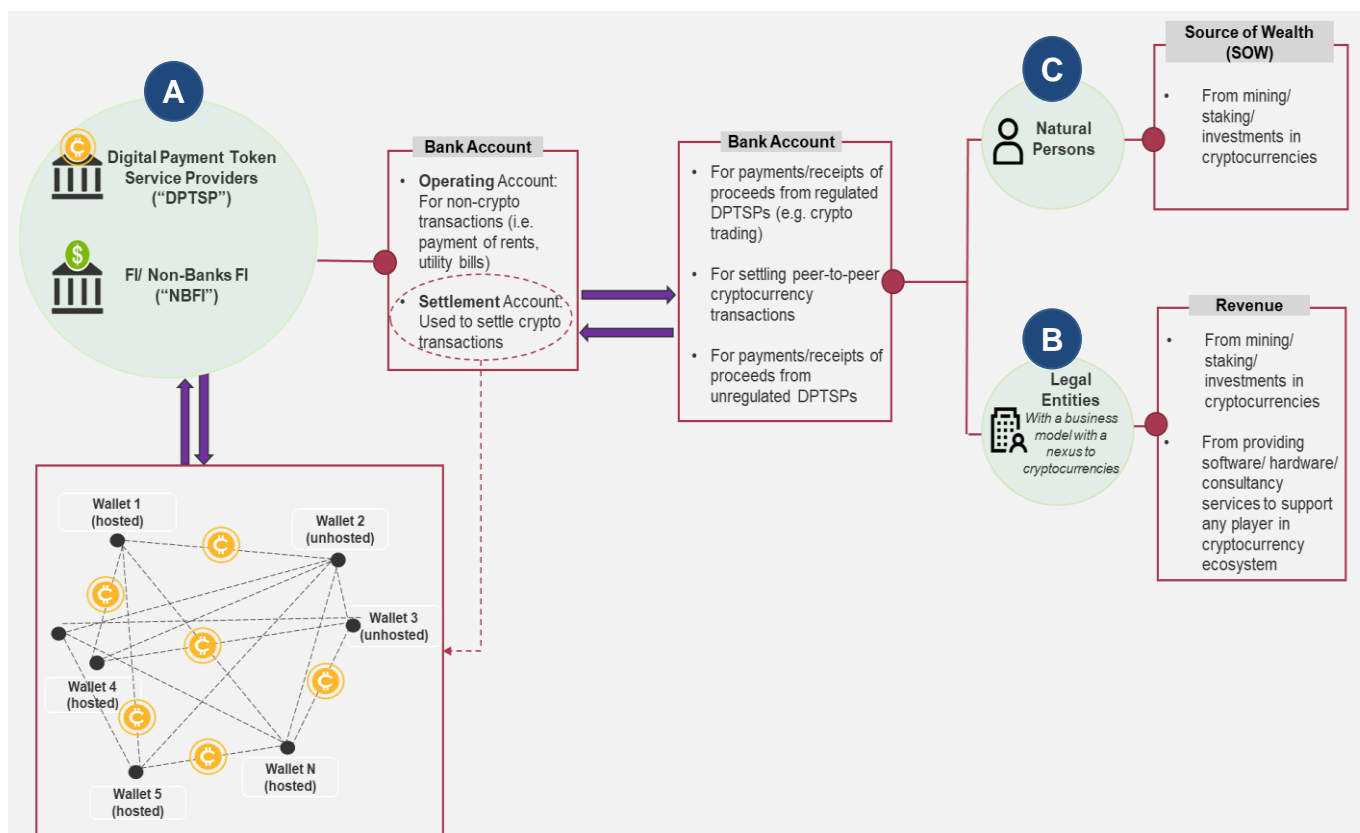 A
Digital Payment Token
Service Providers
(“DPTSP”)
$
FI/ Non-Banks FI
(“NBFI”)
Bank Account
• Operating Account:
For non-crypto
transactions (i.e.
payment of rents,
utility bills)
• Settlement Account:
Used to settle crypto
transactions
Bank Account
• For payments/receipts of
proceeds from regulated
DPTSPs (e.g. crypto
trading)
• For settling peer-to-peer
cryptocurrency
transactions
• For payments/receipts of
proceeds from
unregulated DPTSPs
C
Natural
Persons
Source of Wealth
(SOW)
• From mining/
staking/
investments in
cryptocurrencies
B
Legal
Entities
With a business
model with a
nexus to
cryptocurrencies
Revenue
• From mining/
staking/
investments in
cryptocurrencies
• From providing
software/ hardware/
consultancy
services to support
any player in
cryptocurrency
ecosystem
Wallet 1
(hosted)
Wallet 2
(unhosted)
Wallet 3
(unhosted)
Wallet 4
(hosted)
Wallet 5
(hosted)
Wallet N
(hosted)